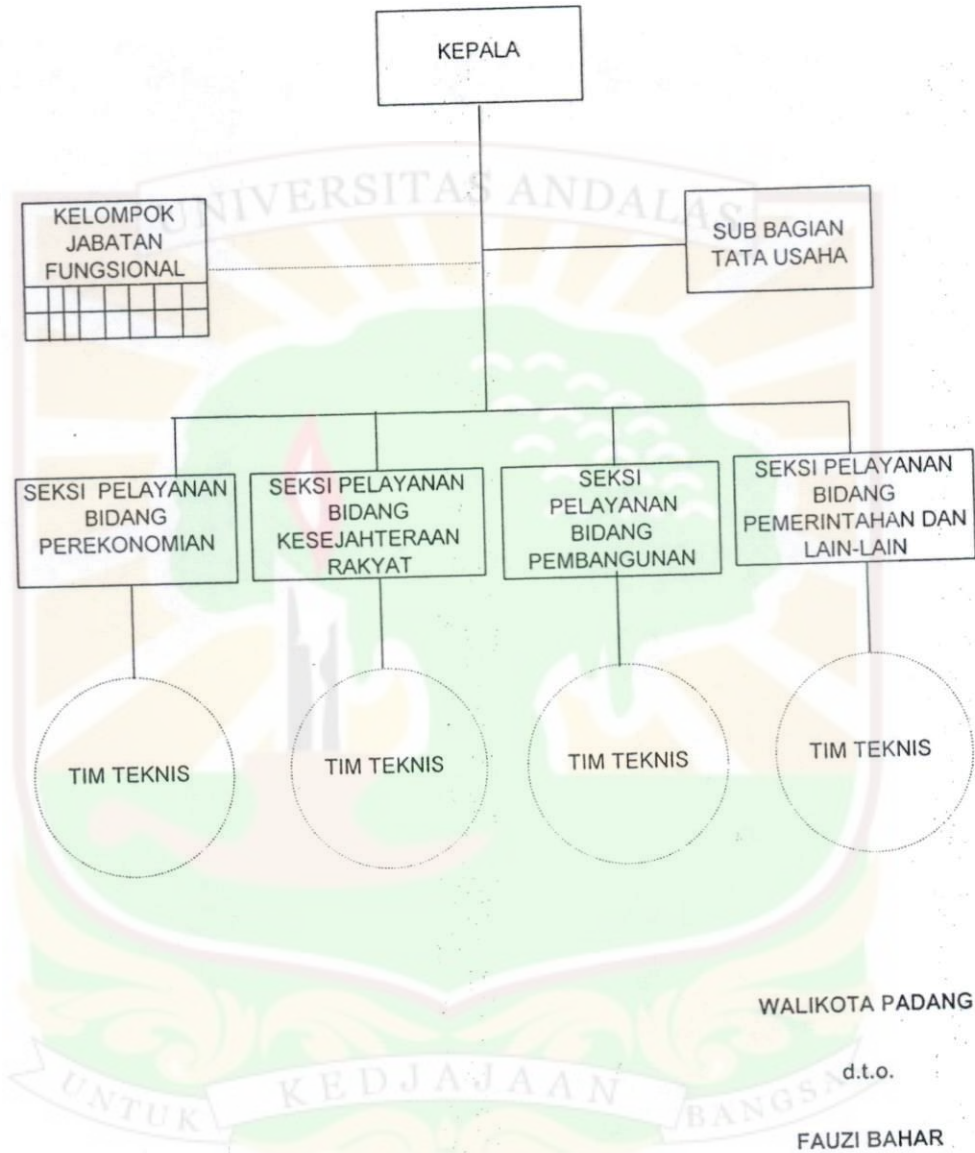 KEPALA
UNIVERSITAS ANDALAS
KELOMPOK
JABATAN
FUNGSIONAL
SUB BAGIAN
TATA USAHA
SEKSI PELAYANAN
BIDANG
PEREKONOMIAN
SEKSI PELAYANAN
BIDANG
KESEJAHTERAAN
RAKYAT
SEKSI
PELAYANAN
BIDANG
PEMBANGUNAN
SEKSI PELAYANAN
BIDANG
PEMERINTAHAN DAN
LAIN-LAIN
TIM TEKNIS
TIM TEKNIS
TIM TEKNIS
TIM TEKNIS
WALIKOTA PADANG
d.t.o.
FAUZI BAHAR
UNTUK KEDJAJAAN BANGSA